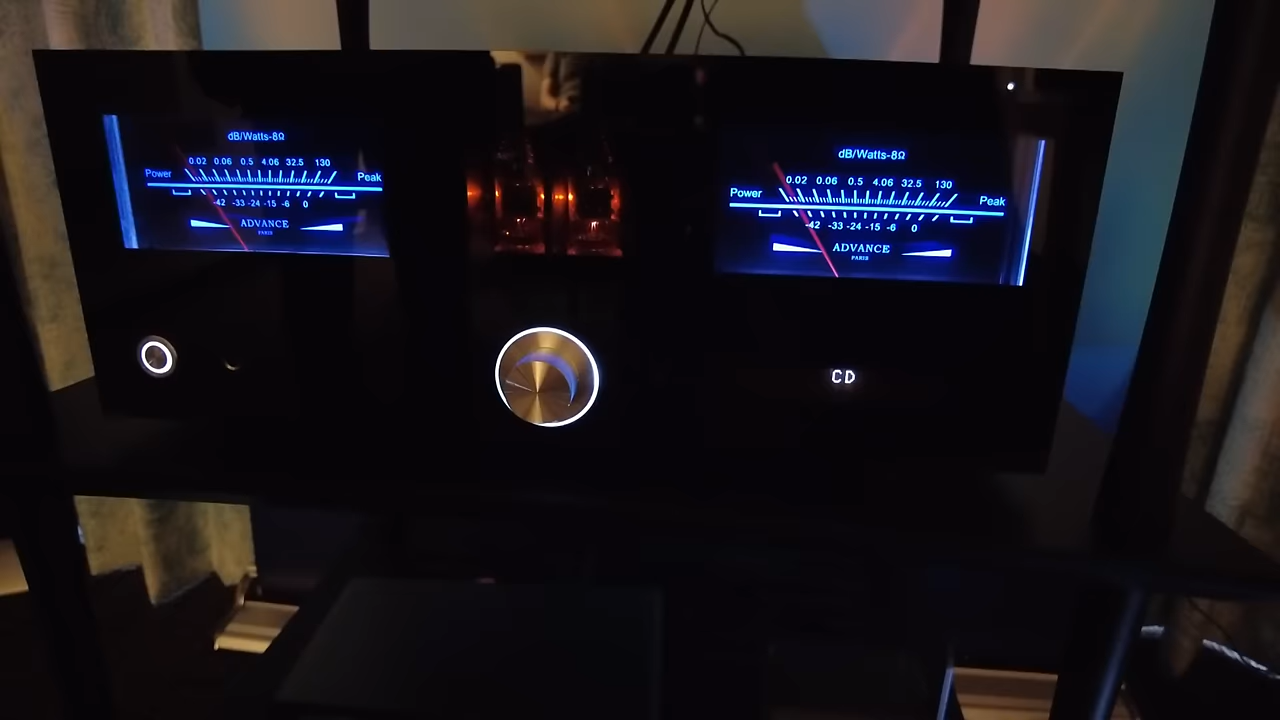 dB/Watts-8Ω
0.02 0.06 0.5 4.06 32.5 130
Power Peak
-42 -33 -24 -15 -6 0
ADVANCE
PARIS
dB/Watts-8Ω
0.02 0.06 0.5 4.06 32.5 130
Power Peak
-42 -33 -24 -15 -6 0
ADVANCE
PARIS
CD